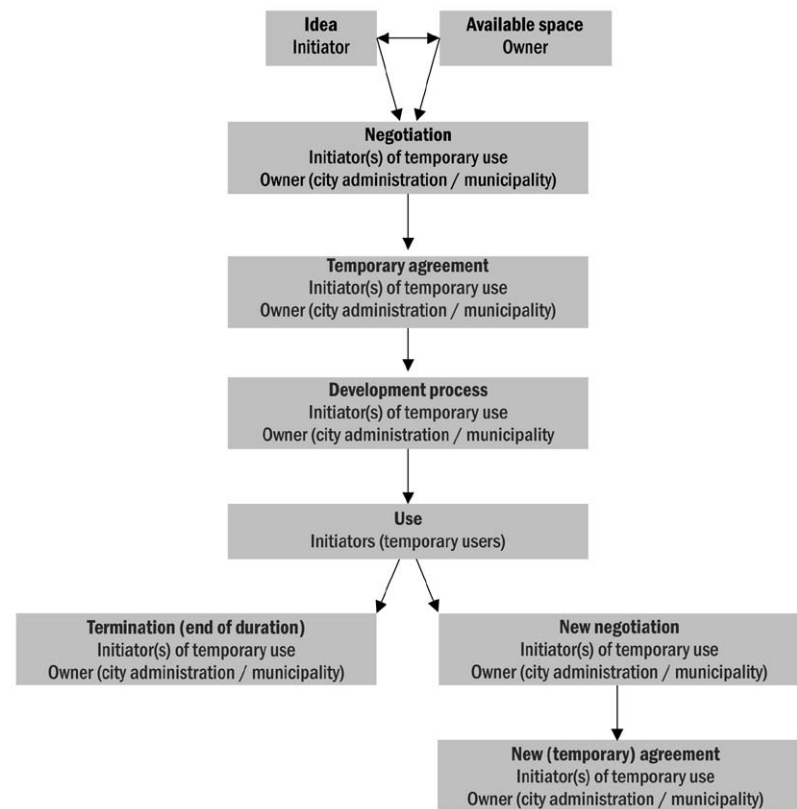 Idea
Initiator
Available space
Owner
Negotiation
Initiator(s) of temporary use
Owner (city administration / municipality)
Temporary agreement
Initiator(s) of temporary use
Owner (city administration / municipality)
Development process
Initiator(s) of temporary use
Owner (city administration / municipality
Use
Initiators (temporary users)
Termination (end of duration)
Initiator(s) of temporary use
Owner (city administration / municipality)
New negotiation
Initiator(s) of temporary use
Owner (city administration / municipality)
New (temporary) agreement
Initiator(s) of temporary use
Owner (city administration / municipality)